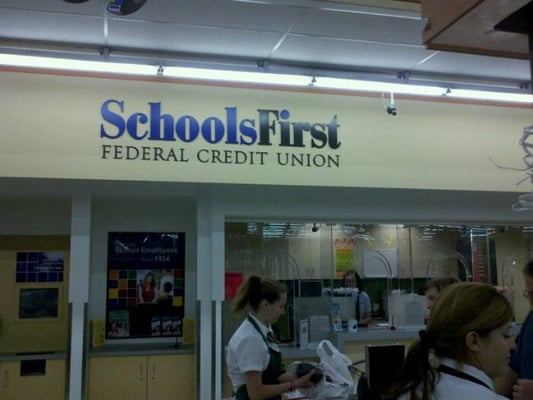 SchoolsFirst
FEDERAL CREDIT UNION
School Employees
Since 1934